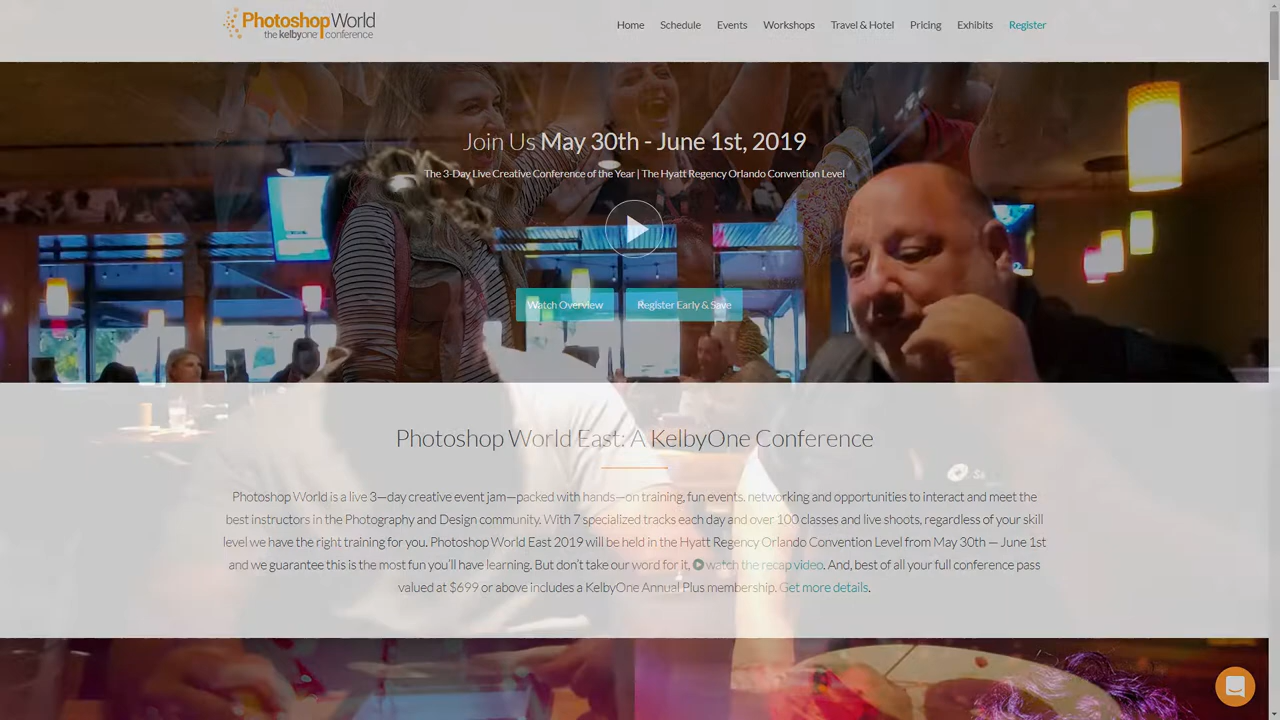 PhotoshopWorld
the kelbyone conference
Home Schedule Events Workshops Travel & Hotel Pricing Exhibits Register
Join Us May 30th - June 1st, 2019
The 3-Day Live Creative Conference of the Year | The Hyatt Regency Orlando Convention Level
Watch Overview Register Early & Save
Photoshop World East: A KelbyOne Conference
Photoshop World is a live 3—day creative event jam—packed with hands—on training, fun events, networking and opportunities to interact and meet the
best instructors in the Photography and Design community. With 7 specialized tracks each day and over 100 classes and live shoots, regardless of your skill
level we have the right training for you. Photoshop World East 2019 will be held in the Hyatt Regency Orlando Convention Level from May 30th — June 1st
and we guarantee this is the most fun you'll have learning. But don't take our word for it, watch the recap video. And, best of all your full conference pass
valued at $699 or above includes a KelbyOne Annual Plus membership. Get more details.